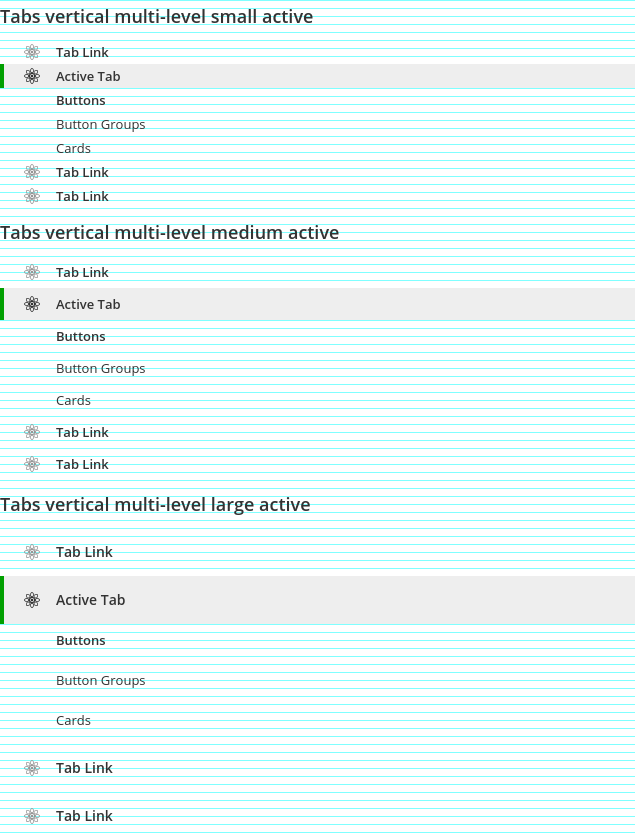 Tabs vertical multi-level small active
Tab Link
Active Tab
Buttons
Button Groups
Cards
Tab Link
Tab Link
Tabs vertical multi-level medium active
Tab Link
Active Tab
Buttons
Button Groups
Cards
Tab Link
Tab Link
Tabs vertical multi-level large active
Tab Link
Active Tab
Buttons
Button Groups
Cards
Tab Link
Tab Link